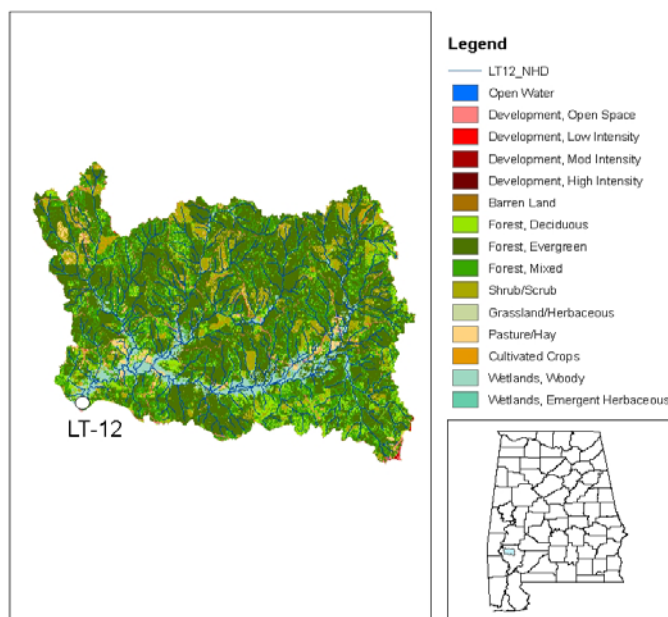 Legend
LT12_NHD
Open Water
Development, Open Space
Development, Low Intensity
Development, Mod Intensity
Development, High Intensity
Barren Land
Forest, Deciduous
Forest, Evergreen
Forest, Mixed
Shrub/Scrub
Grassland/Herbaceous
Pasture/Hay
Cultivated Crops
Wetlands, Woody
Wetlands, Emergent Herbaceous
LT-12